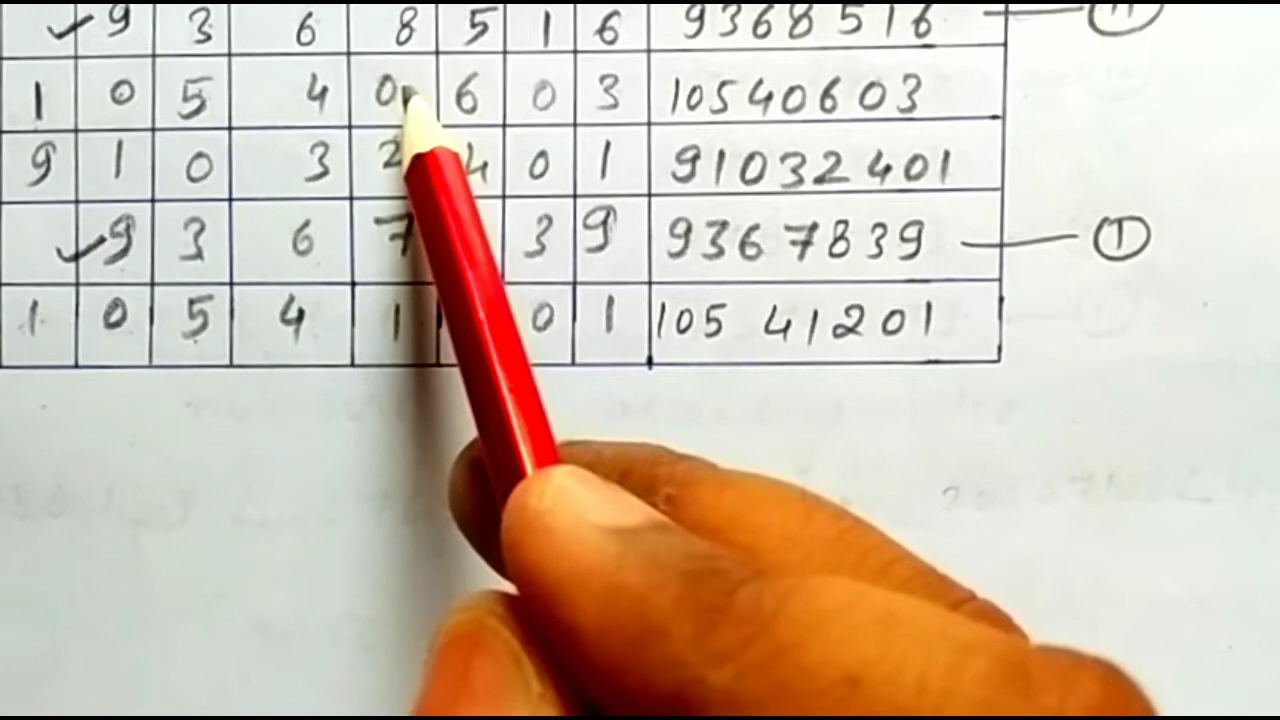 ✓9 3 6 8 5 1 6 9368516 — (II)
1 0 5 4 0 6 0 3 10540603
9 1 0 3 2 4 0 1 91032401
✓9 3 6 7 3 9 9367839 — (I)
1 0 5 4 1 0 1 10541201